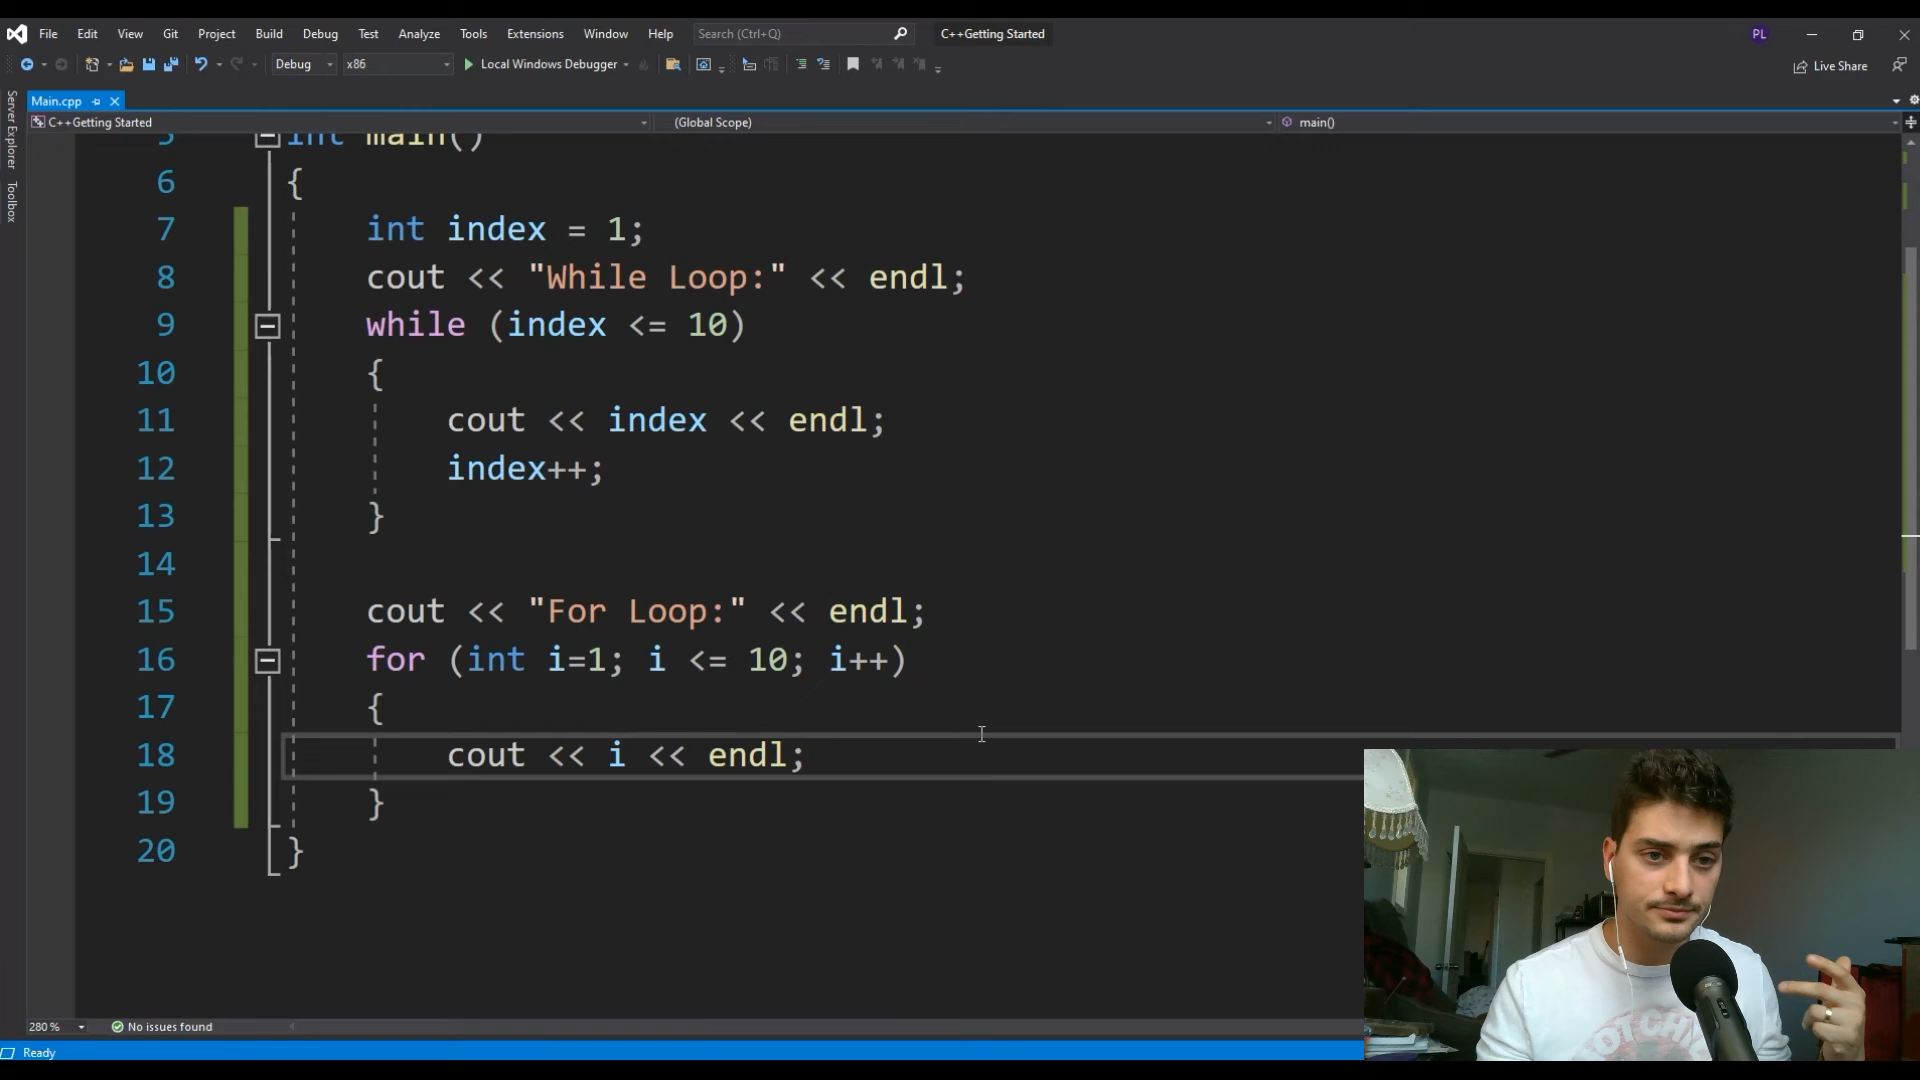 File Edit View Git Project Build Debug Test Analyze Tools Extensions Window Help Search (Ctrl+Q) C++Getting Started PL
Debug x86 Local Windows Debugger Live Share
Server Explorer
Toolbox
Main.cpp
C++Getting Started (Global Scope) main()
5 int main()
6 {
7 int index = 1;
8 cout << "While Loop:" << endl;
9 while (index <= 10)
10 {
11 cout << index << endl;
12 index++;
13 }
14
15 cout << "For Loop:" << endl;
16 for (int i=1; i <= 10; i++)
17 {
18 cout << i << endl;
19 }
20 }
280 % No issues found
Ready